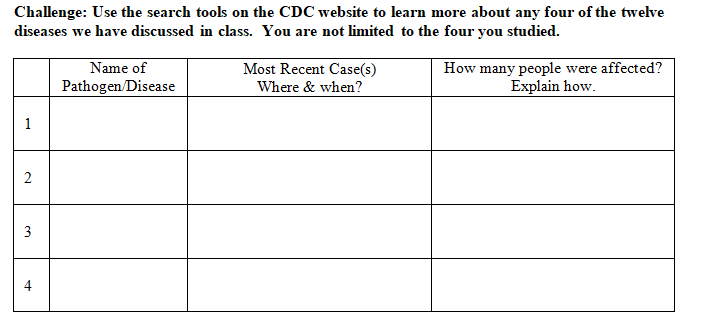 Challenge: Use the search tools on the CDC website to learn more about any four of the twelve
diseases we have discussed in class. You are not limited to the four you studied.
Name of
Pathogen/Disease
Most Recent Case(s)
Where & when?
How many people were affected?
Explain how.
1
2
3
4